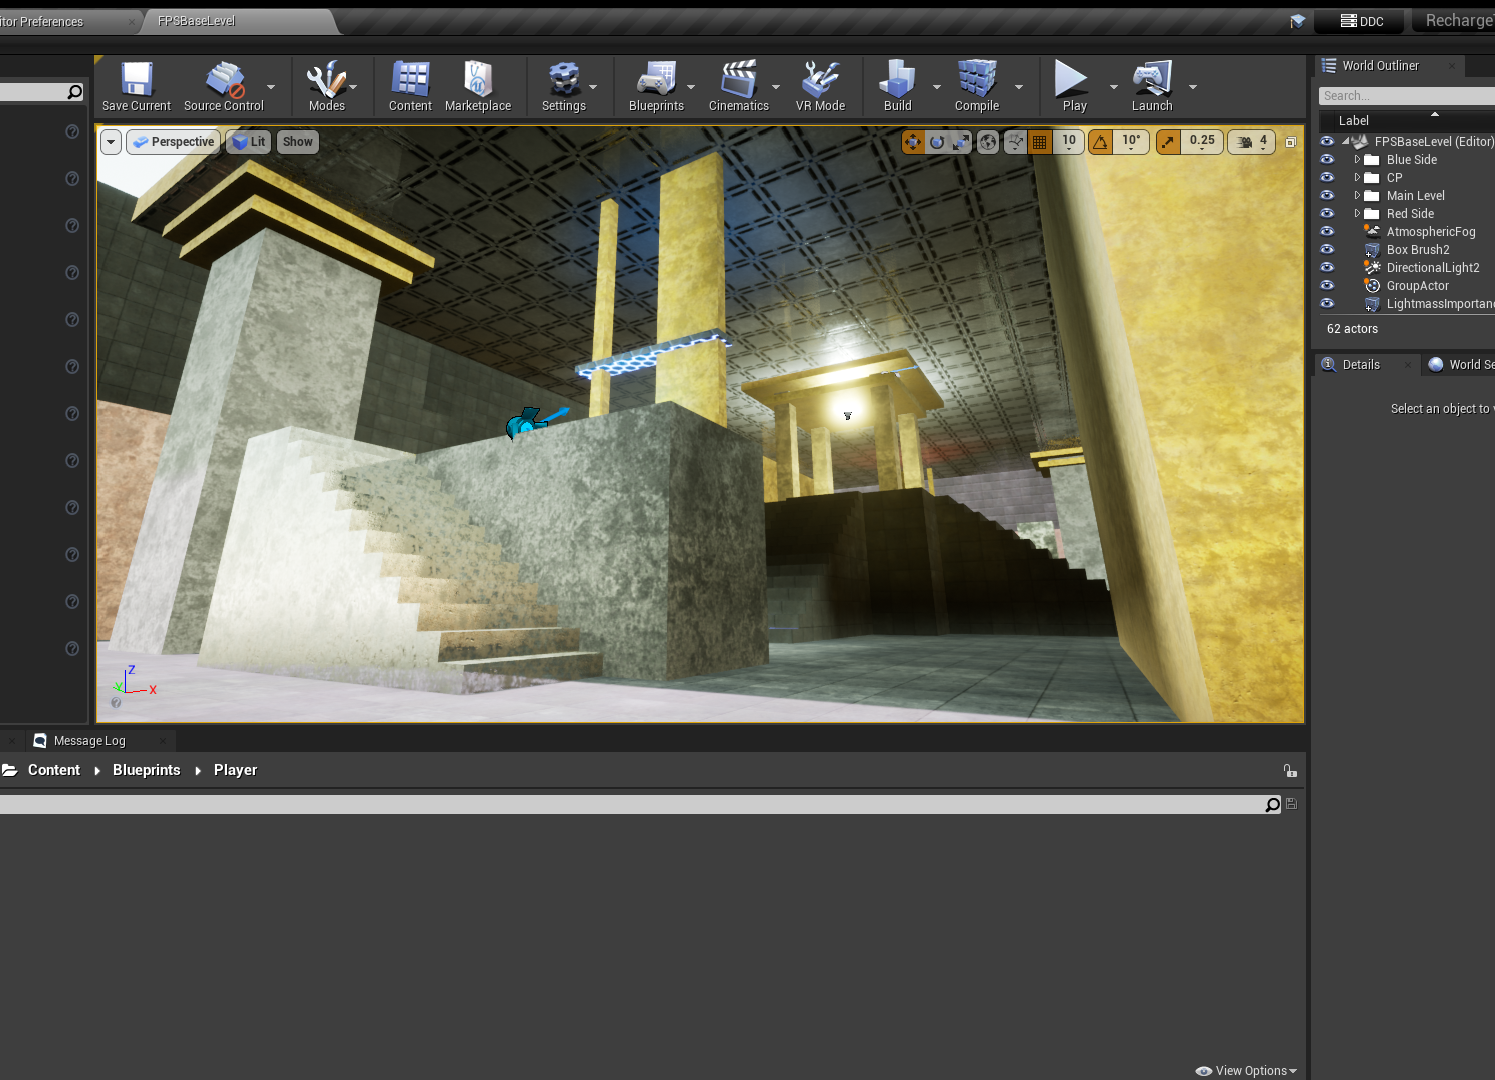 itor Preferences
FPSBaseLevel
DDC
Recharge
Save Current
Source Control
Modes
Content
Marketplace
Settings
Blueprints
Cinematics
VR Mode
Build
Compile
Play
Launch
World Outliner
Search...
Label
Perspective
Lit
Show
10
10°
0.25
4
FPSBaseLevel (Editor)
Blue Side
CP
Main Level
Red Side
AtmosphericFog
Box Brush2
DirectionalLight2
GroupActor
LightmassImportan
62 actors
Details
World Se
Select an object to
Z
Y
X
Message Log
Content
Blueprints
Player
View Options